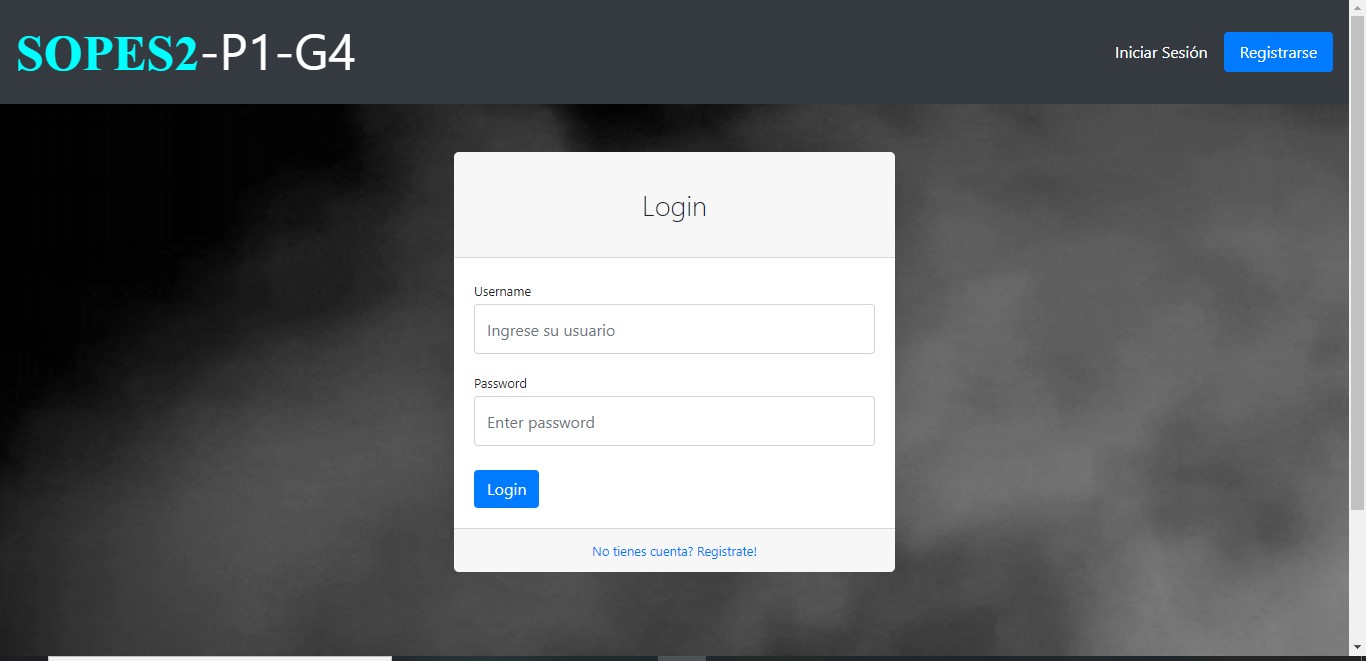 SOPES2-P1-G4
Iniciar Sesión
Registrarse
Login
Username
Ingrese su usuario
Password
Enter password
Login
No tienes cuenta? Registrate!